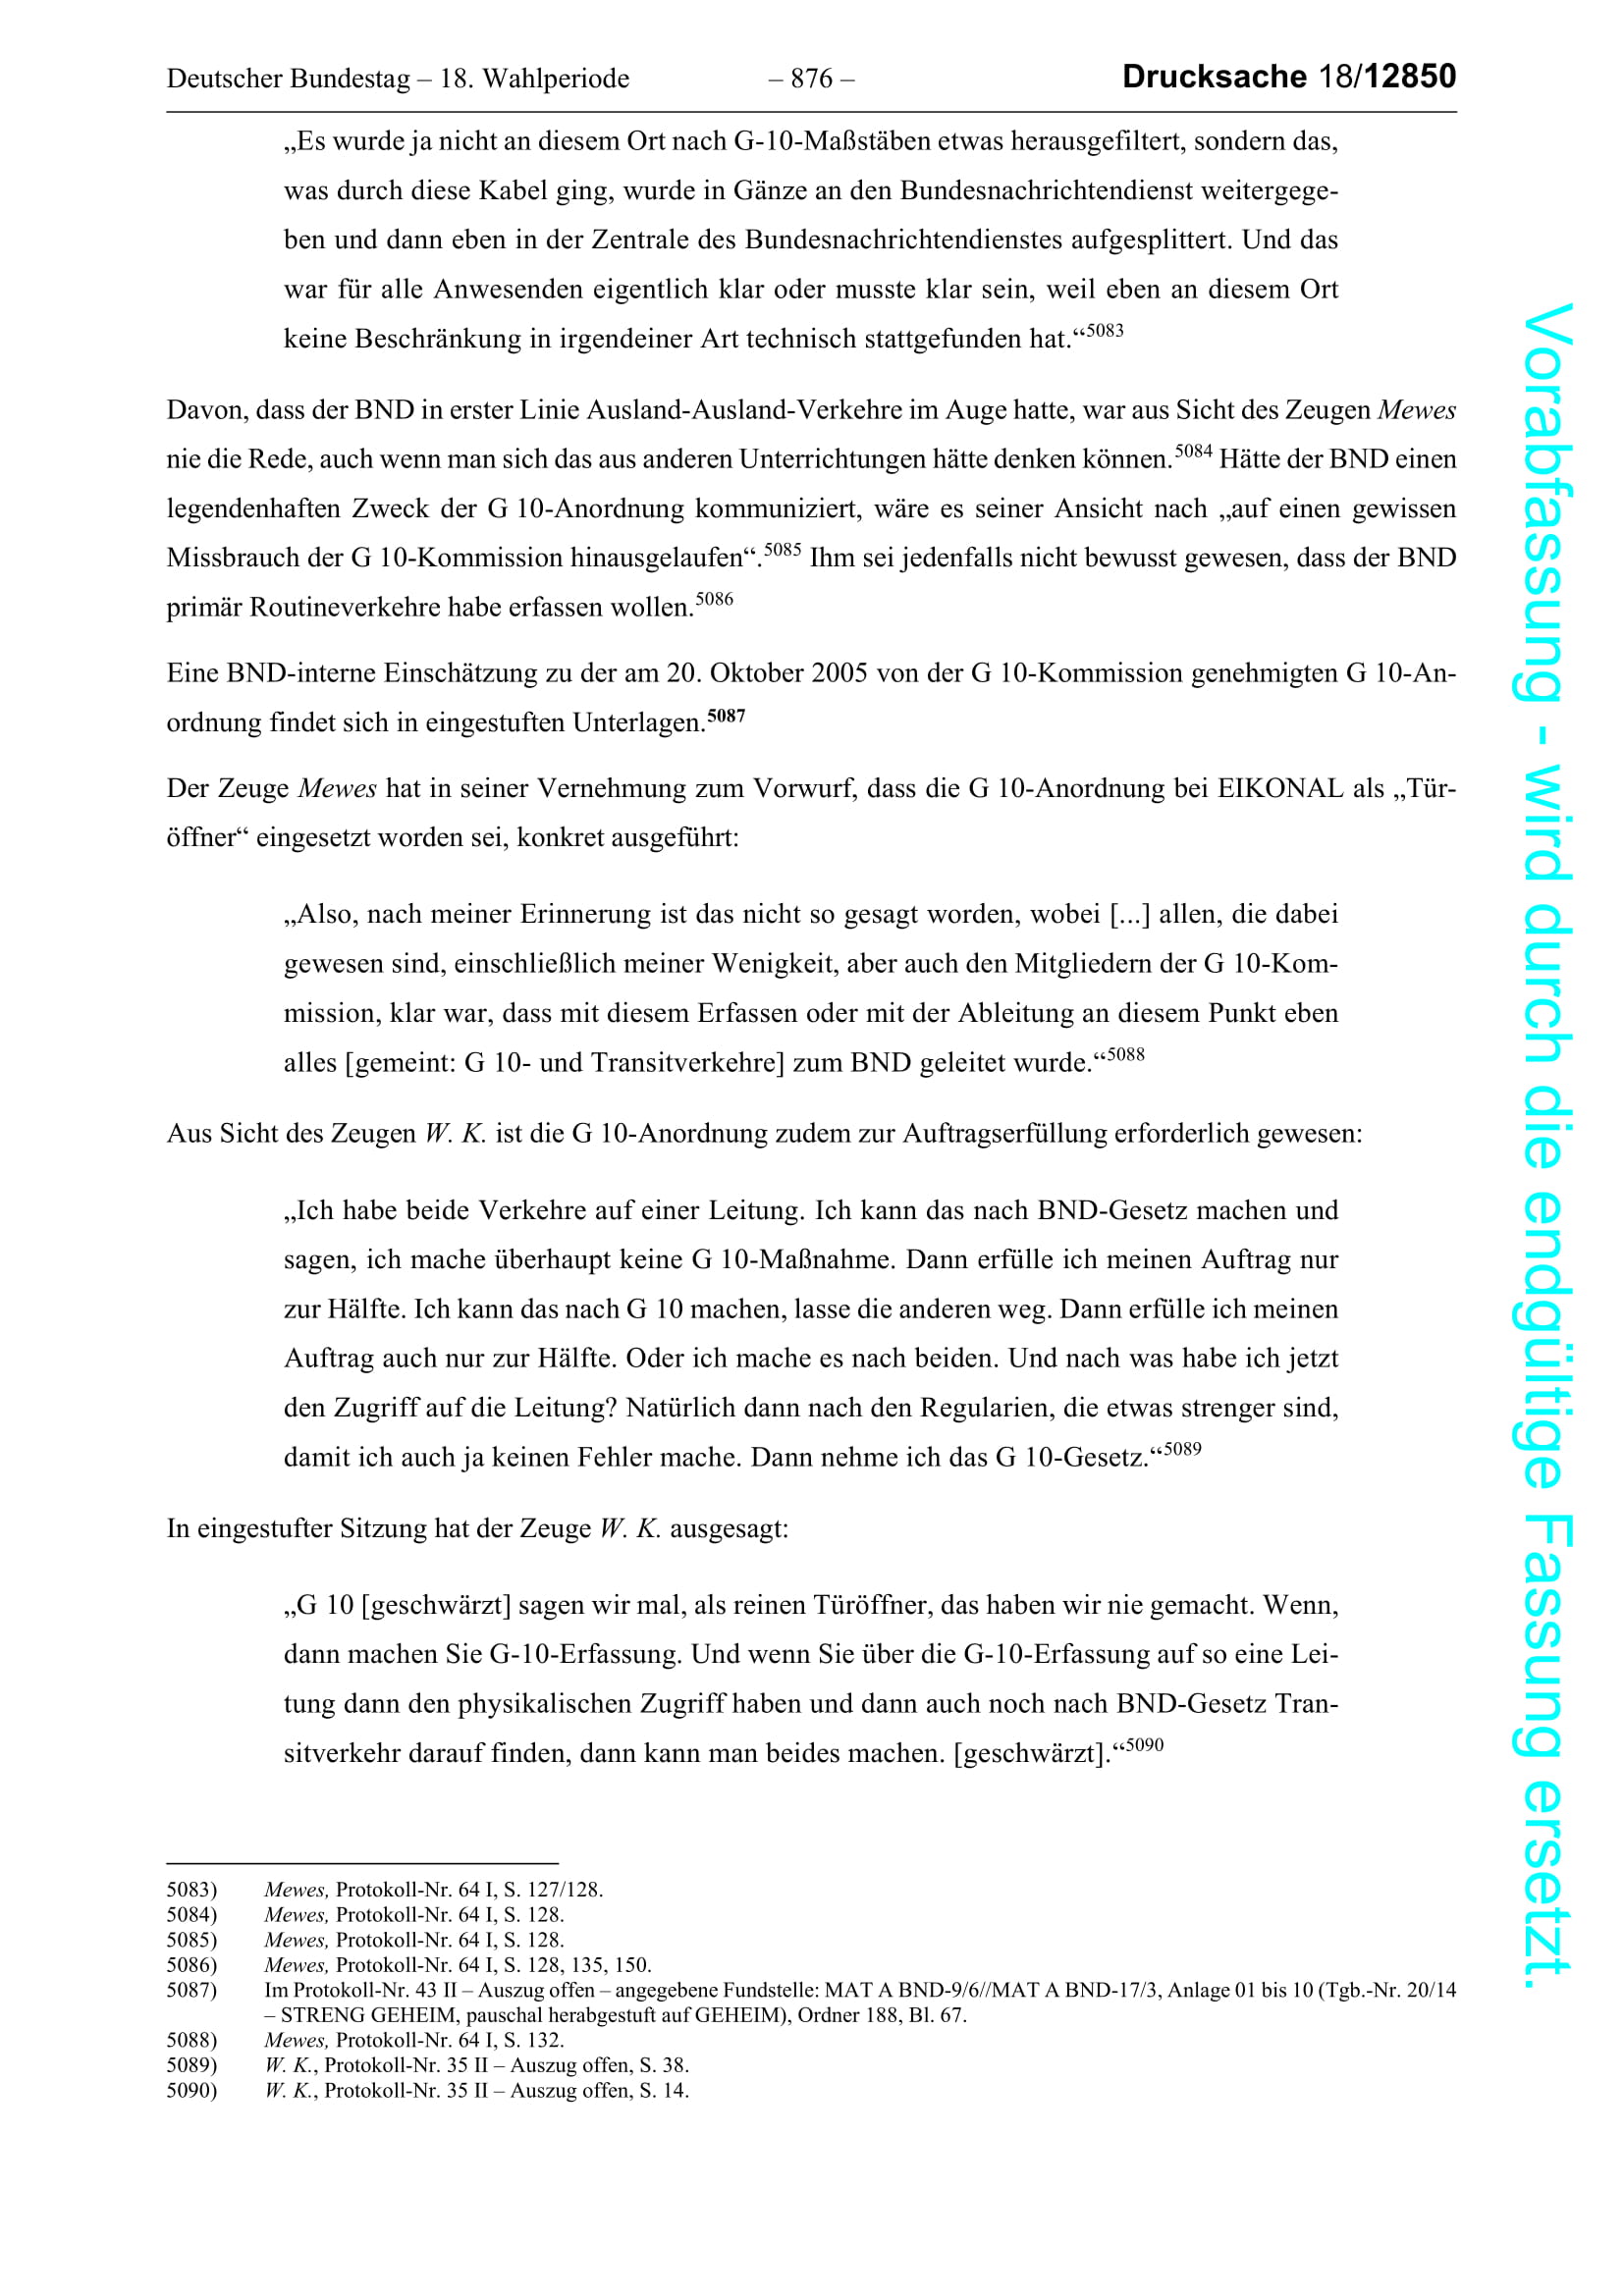 Deutscher Bundestag – 18. Wahlperiode – 876 – Drucksache 18/12850
„Es wurde ja nicht an diesem Ort nach G-10-Maßstäben etwas herausgefiltert, sondern das,
was durch diese Kabel ging, wurde in Gänze an den Bundesnachrichtendienst weitergege-
ben und dann eben in der Zentrale des Bundesnachrichtendienstes aufgesplittert. Und das
war für alle Anwesenden eigentlich klar oder musste klar sein, weil eben an diesem Ort
keine Beschränkung in irgendeiner Art technisch stattgefunden hat.“5083
Davon, dass der BND in erster Linie Ausland-Ausland-Verkehre im Auge hatte, war aus Sicht des Zeugen Mewes
nie die Rede, auch wenn man sich das aus anderen Unterrichtungen hätte denken können.5084 Hätte der BND einen
legendenhaften Zweck der G 10-Anordnung kommuniziert, wäre es seiner Ansicht nach „auf einen gewissen
Missbrauch der G 10-Kommission hinausgelaufen“.5085 Ihm sei jedenfalls nicht bewusst gewesen, dass der BND
primär Routineverkehre habe erfassen wollen.5086
Eine BND-interne Einschätzung zu der am 20. Oktober 2005 von der G 10-Kommission genehmigten G 10-An-
ordnung findet sich in eingestuften Unterlagen.5087
Der Zeuge Mewes hat in seiner Vernehmung zum Vorwurf, dass die G 10-Anordnung bei EIKONAL als „Tür-
öffner“ eingesetzt worden sei, konkret ausgeführt:
„Also, nach meiner Erinnerung ist das nicht so gesagt worden, wobei [...] allen, die dabei
gewesen sind, einschließlich meiner Wenigkeit, aber auch den Mitgliedern der G 10-Kom-
mission, klar war, dass mit diesem Erfassen oder mit der Ableitung an diesem Punkt eben
alles [gemeint: G 10- und Transitverkehre] zum BND geleitet wurde.“5088
Aus Sicht des Zeugen W. K. ist die G 10-Anordnung zudem zur Auftragserfüllung erforderlich gewesen:
„Ich habe beide Verkehre auf einer Leitung. Ich kann das nach BND-Gesetz machen und
sagen, ich mache überhaupt keine G 10-Maßnahme. Dann erfülle ich meinen Auftrag nur
zur Hälfte. Ich kann das nach G 10 machen, lasse die anderen weg. Dann erfülle ich meinen
Auftrag auch nur zur Hälfte. Oder ich mache es nach beiden. Und nach was habe ich jetzt
den Zugriff auf die Leitung? Natürlich dann nach den Regularien, die etwas strenger sind,
damit ich auch ja keinen Fehler mache. Dann nehme ich das G 10-Gesetz.“5089
In eingestufter Sitzung hat der Zeuge W. K. ausgesagt:
„G 10 [geschwärzt] sagen wir mal, als reinen Türöffner, das haben wir nie gemacht. Wenn,
dann machen Sie G-10-Erfassung. Und wenn Sie über die G-10-Erfassung auf so eine Lei-
tung dann den physikalischen Zugriff haben und dann auch noch nach BND-Gesetz Tran-
sitverkehr darauf finden, dann kann man beides machen. [geschwärzt].“5090
5083) Mewes, Protokoll-Nr. 64 I, S. 127/128.
5084) Mewes, Protokoll-Nr. 64 I, S. 128.
5085) Mewes, Protokoll-Nr. 64 I, S. 128.
5086) Mewes, Protokoll-Nr. 64 I, S. 128, 135, 150.
5087) Im Protokoll-Nr. 43 II – Auszug offen – angegebene Fundstelle: MAT A BND-9/6//MAT A BND-17/3, Anlage 01 bis 10 (Tgb.-Nr. 20/14
– STRENG GEHEIM, pauschal herabgestuft auf GEHEIM), Ordner 188, Bl. 67.
5088) Mewes, Protokoll-Nr. 64 I, S. 132.
5089) W. K., Protokoll-Nr. 35 II – Auszug offen, S. 38.
5090) W. K., Protokoll-Nr. 35 II – Auszug offen, S. 14.
Vorabfassung - wird durch die endgültige Fassung ersetzt.